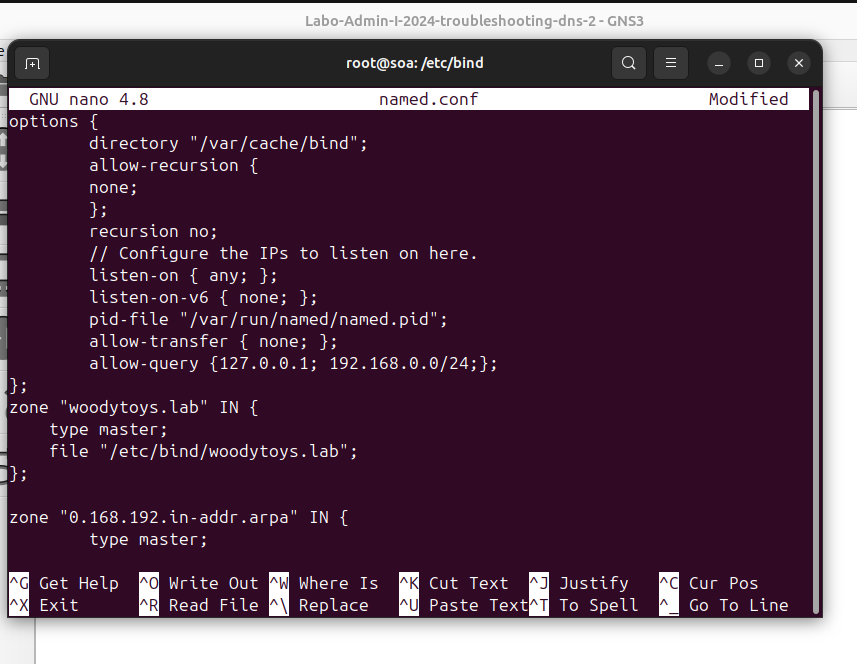 Labo-Admin-I-2024-troubleshooting-dns-2 - GNS3
root@soa: /etc/bind
GNU nano 4.8 named.conf Modified
options {
        directory "/var/cache/bind";
        allow-recursion {
        none;
        };
        recursion no;
        // Configure the IPs to listen on here.
        listen-on { any; };
        listen-on-v6 { none; };
        pid-file "/var/run/named/named.pid";
        allow-transfer { none; };
        allow-query {127.0.0.1; 192.168.0.0/24;};
};
zone "woodytoys.lab" IN {
    type master;
    file "/etc/bind/woodytoys.lab";
};
zone "0.168.192.in-addr.arpa" IN {
        type master;
^G Get Help ^O Write Out ^W Where Is ^K Cut Text ^J Justify ^C Cur Pos
^X Exit ^R Read File ^\ Replace ^U Paste Text ^T To Spell ^_ Go To Line